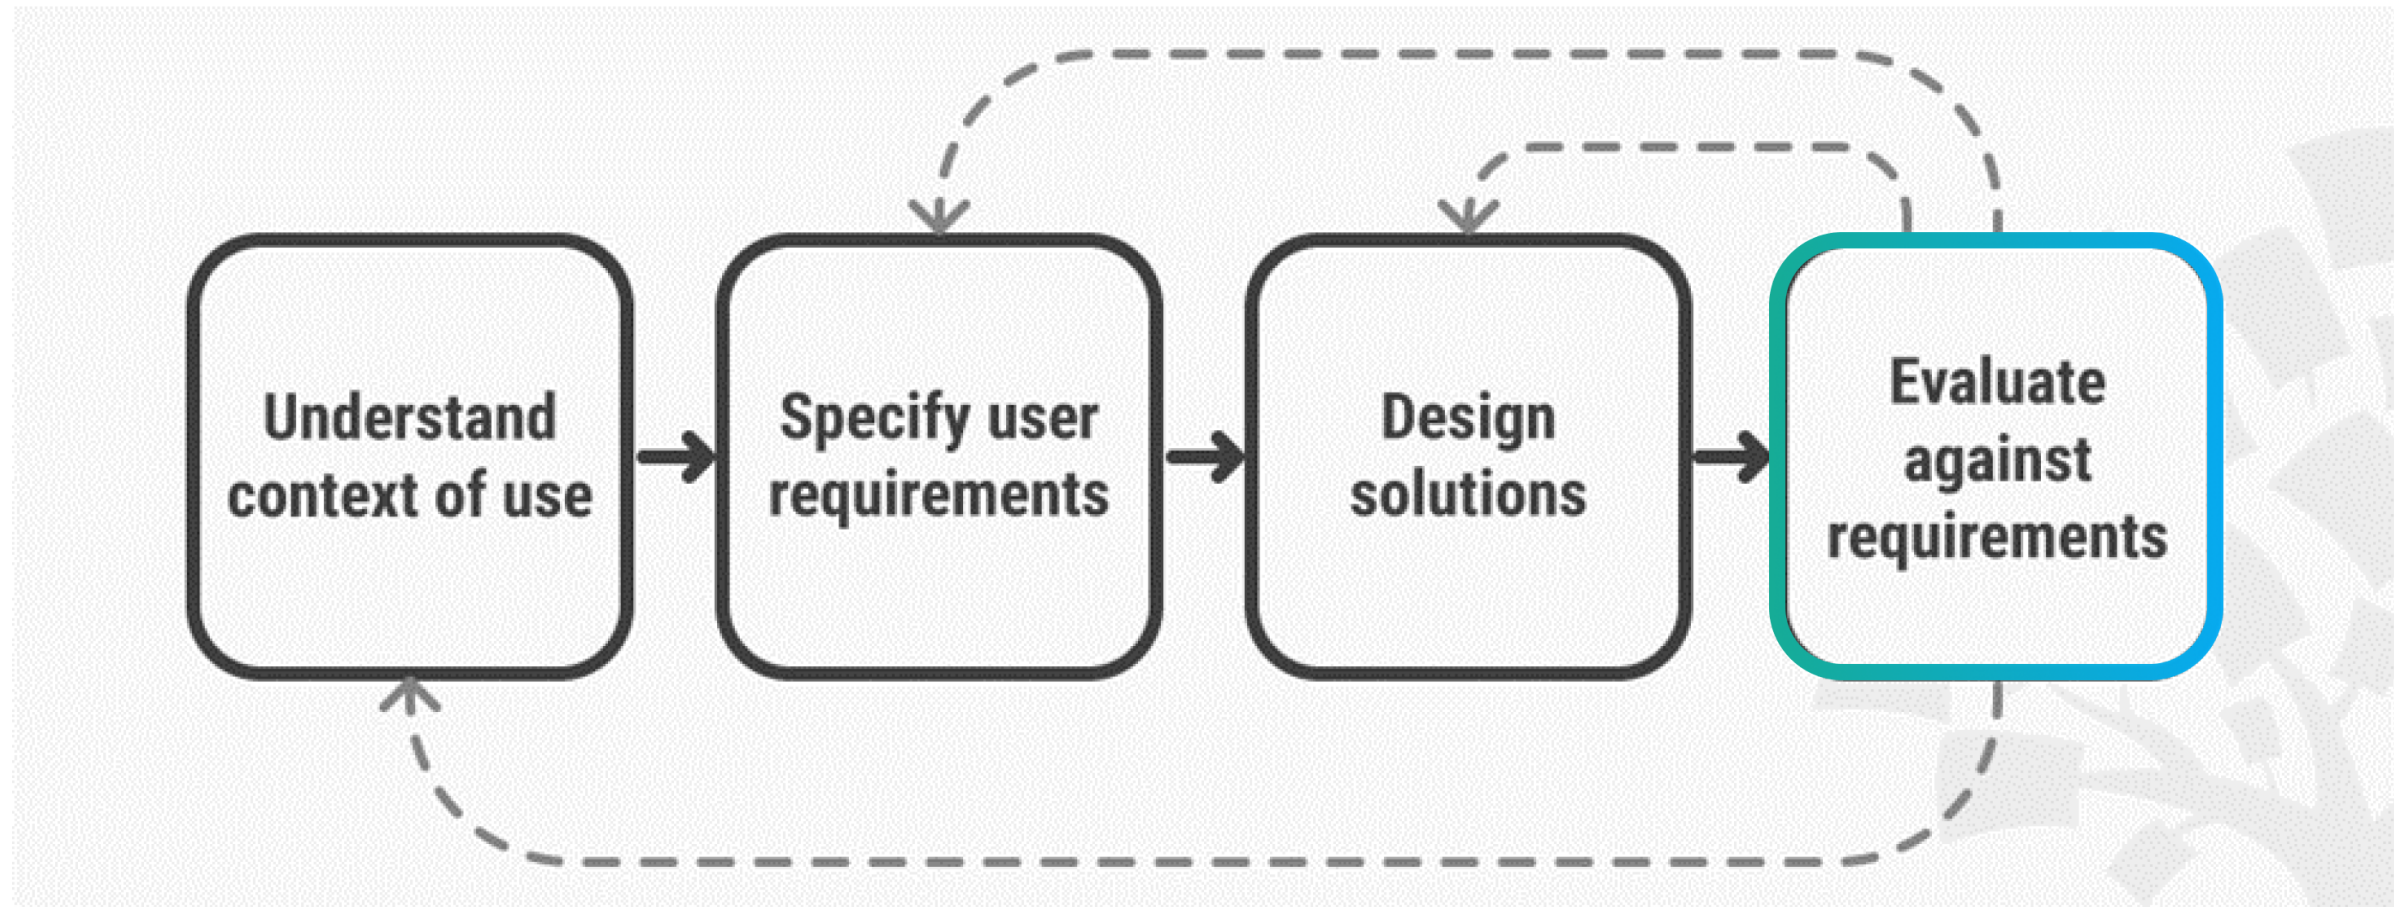 Understand
context of use
Specify user
requirements
Design
solutions
Evaluate
against
requirements